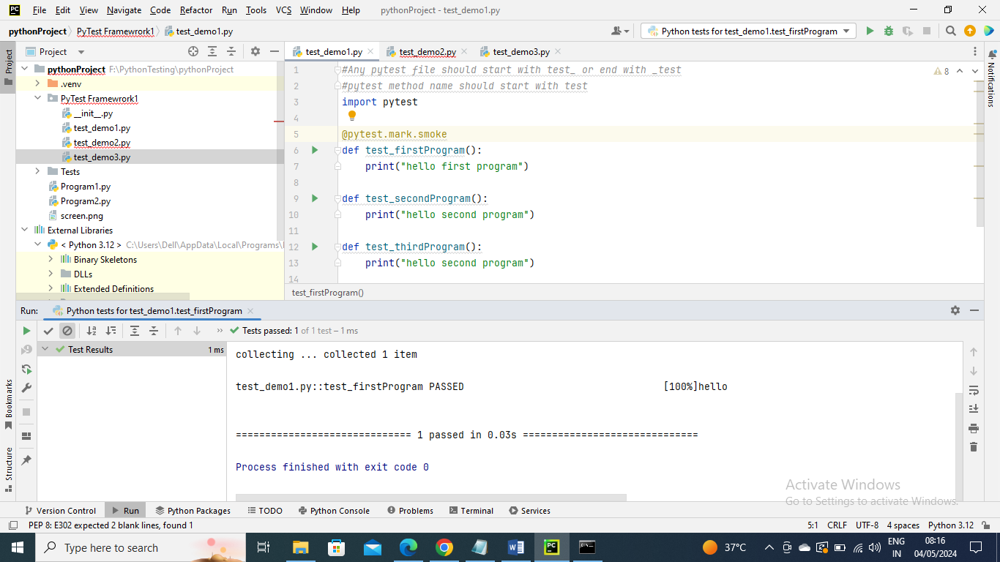 PC File Edit View Navigate Code Refactor Run Tools VCS Window Help pythonProject - test_demo1.py
pythonProject PyTest Framewrork1 test_demo1.py Python tests for test_demo1.test_firstProgram
Project
Project
test_demo1.py test_demo2.py test_demo3.py
Notifications
pythonProject F:\PythonTesting\pythonProject
.venv
PyTest Framewrork1
__init__.py
test_demo1.py
test_demo2.py
test_demo3.py
Tests
Program1.py
Program2.py
screen.png
External Libraries
< Python 3.12 > C:\Users\Dell\AppData\Local\Programs\
Binary Skeletons
DLLs
Extended Definitions
8
1 #Any pytest file should start with test_ or end with _test
2 #pytest method name should start with test
3 import pytest
4
5 @pytest.mark.smoke
6 def test_firstProgram():
7 print("hello first program")
8
9 def test_secondProgram():
10 print("hello second program")
11
12 def test_thirdProgram():
13 print("hello second program")
14
test_firstProgram()
Run: Python tests for test_demo1.test_firstProgram
Tests passed: 1 of 1 test – 1 ms
Test Results 1 ms
collecting ... collected 1 item
test_demo1.py::test_firstProgram PASSED [100%]hello
============================== 1 passed in 0.03s ==============================
Process finished with exit code 0
Bookmarks
Structure
Activate Windows
Go to Settings to activate Windows.
Version Control Run Python Packages TODO Python Console Problems Terminal Services
PEP 8: E302 expected 2 blank lines, found 1 5:1 CRLF UTF-8 4 spaces Python 3.12
Type here to search
37°C
ENG
IN
08:16
04/05/2024